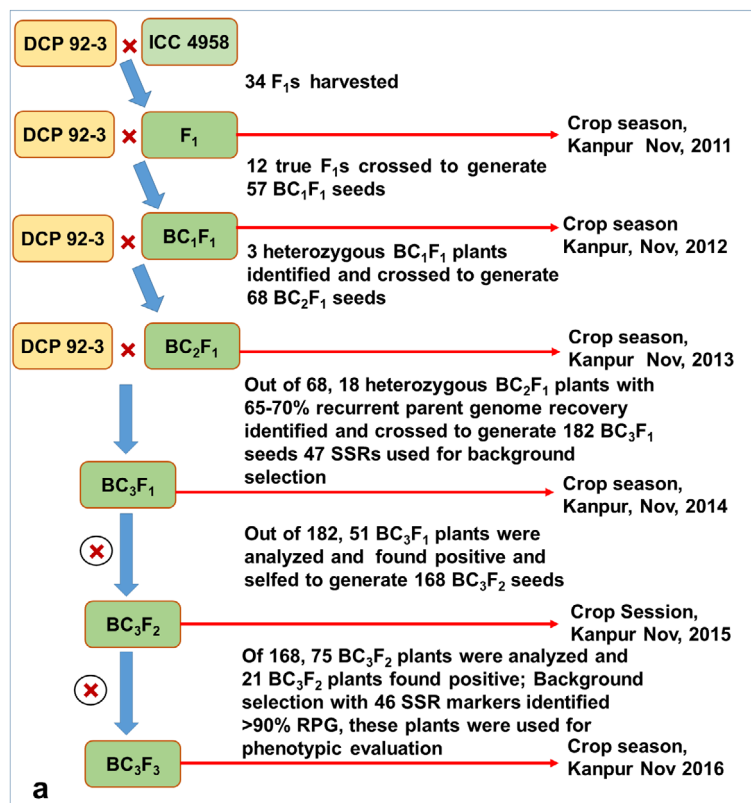 DCP 92-3 × ICC 4958
34 F₁s harvested
DCP 92-3 × F₁
Crop season,
Kanpur Nov, 2011
12 true F₁s crossed to generate
57 BC₁F₁ seeds
DCP 92-3 × BC₁F₁
Crop season
Kanpur, Nov, 2012
3 heterozygous BC₁F₁ plants
identified and crossed to generate
68 BC₂F₁ seeds
DCP 92-3 × BC₂F₁
Crop season,
Kanpur Nov, 2013
Out of 68, 18 heterozygous BC₂F₁ plants with
65-70% recurrent parent genome recovery
identified and crossed to generate 182 BC₃F₁
seeds 47 SSRs used for background
selection
BC₃F₁
Crop season,
Kanpur, Nov, 2014
Out of 182, 51 BC₃F₁ plants were
analyzed and found positive and
selfed to generate 168 BC₃F₂ seeds
×
BC₃F₂
Crop Session,
Kanpur Nov, 2015
Of 168, 75 BC₃F₂ plants were analyzed and
21 BC₃F₂ plants found positive; Background
selection with 46 SSR markers identified
>90% RPG, these plants were used for
phenotypic evaluation
×
BC₃F₃
Crop season,
Kanpur Nov 2016
a